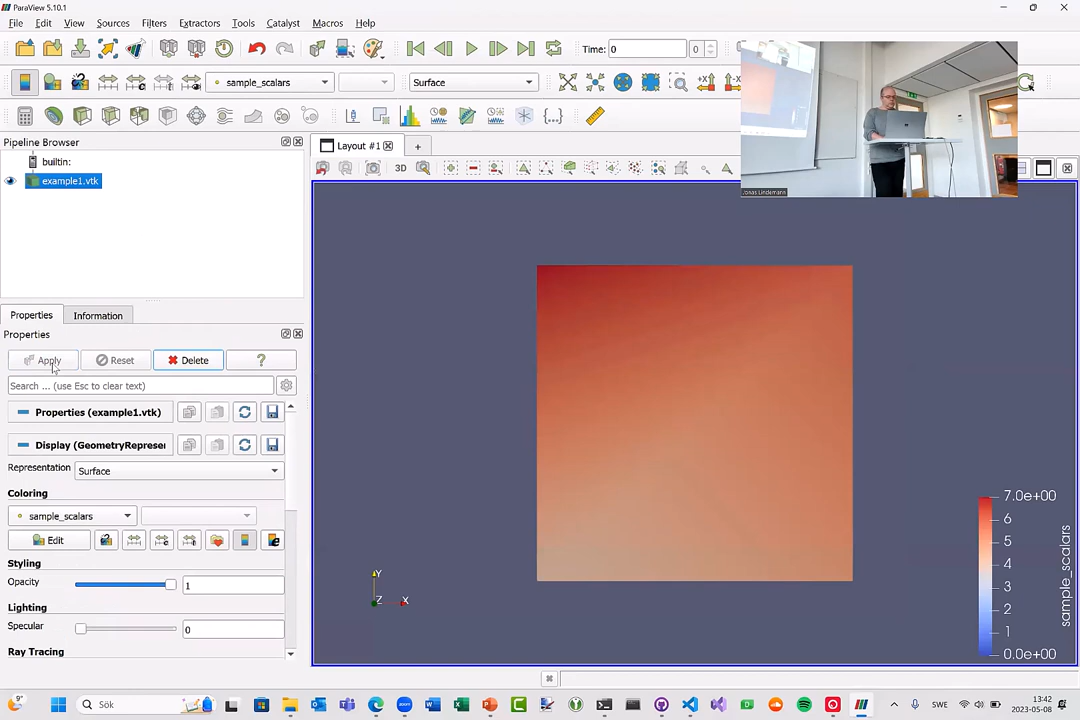 ParaView 5.10.1
File Edit View Sources Filters Extractors Tools Catalyst Macros Help
Time: 0 0
sample_scalars Surface
Pipeline Browser
builtin:
example1.vtk
Layout #1
3D
Jonas Lindemann
Properties Information
Properties
Apply Reset Delete ?
Search ... (use Esc to clear text)
Properties (example1.vtk)
Display (GeometryRepreser
Representation Surface
Coloring
sample_scalars
Edit
Styling
Opacity 1
Lighting
Specular 0
Ray Tracing
Y
Z X
7.0e+00
6
5
4
3
2
1
0.0e+00
sample_scalars
9°
Sök
SWE
13:42
2023-05-08